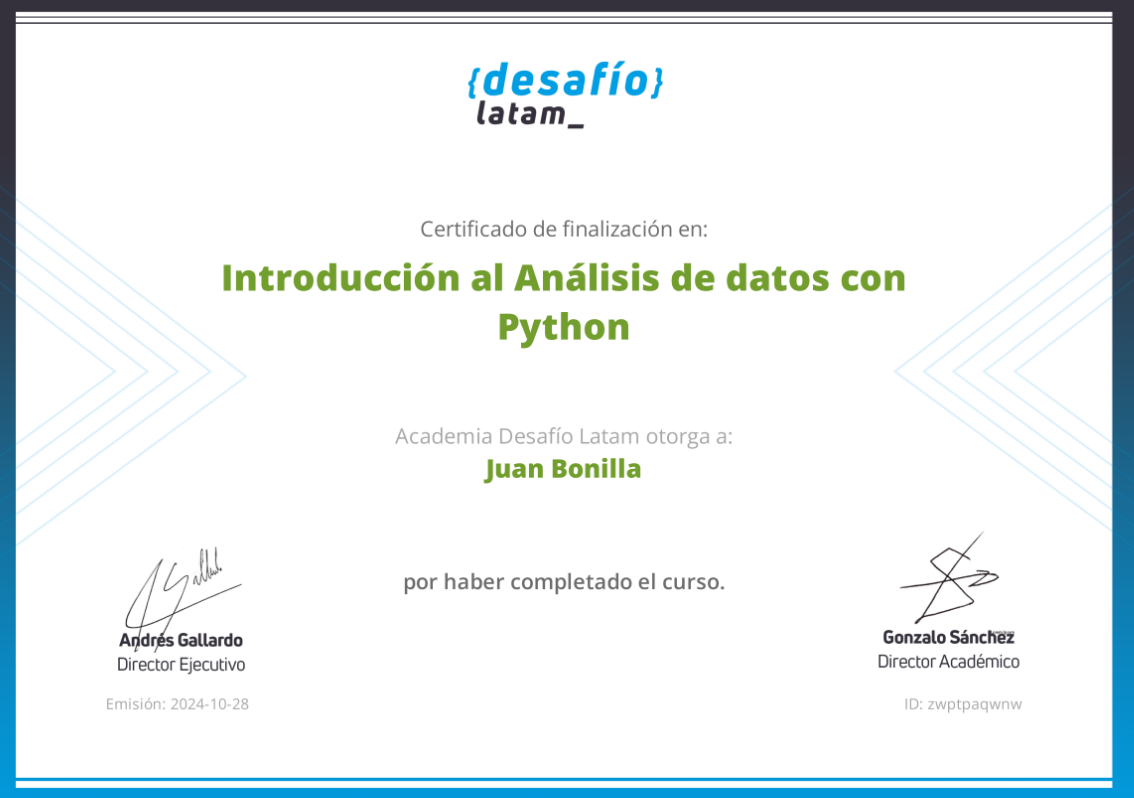 {desafío}
latam_
Certificado de finalización en:
Introducción al Análisis de datos con
Python
Academia Desafío Latam otorga a:
Juan Bonilla
por haber completado el curso.
Andrés Gallardo
Director Ejecutivo
Gonzalo Sánchez
Director Académico
Emisión: 2024-10-28
ID: zwptpaqwnw